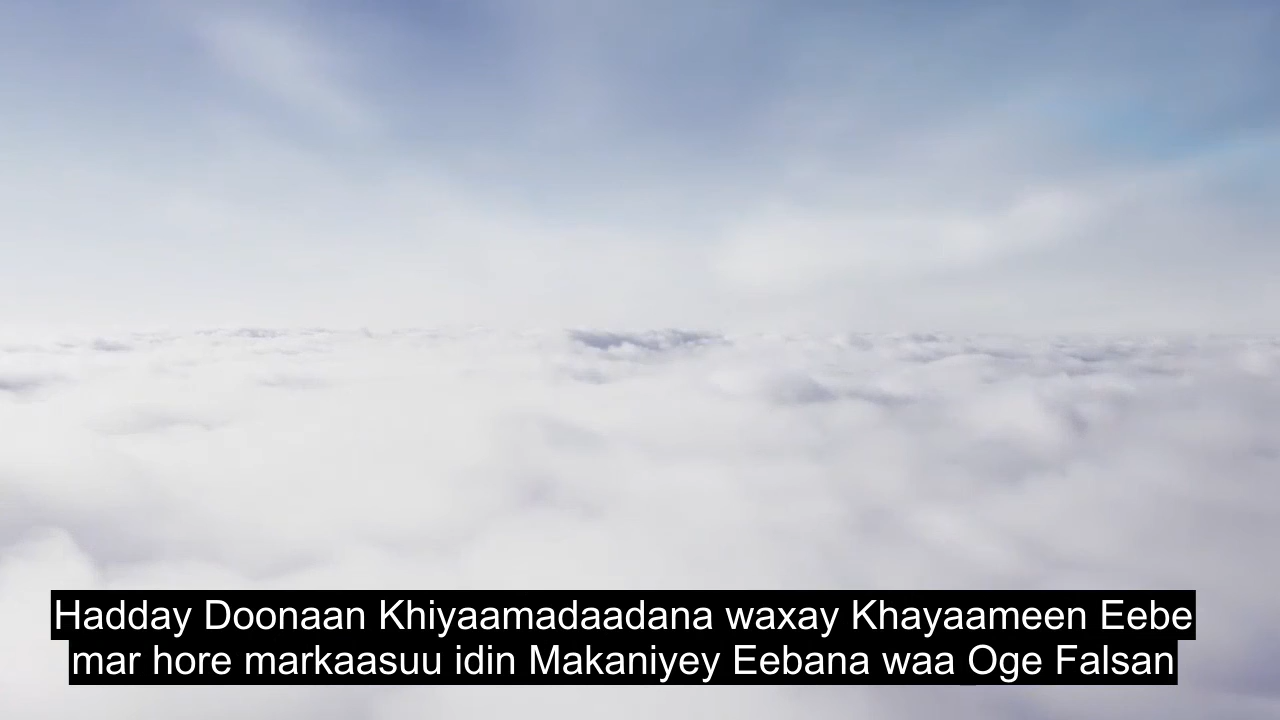 Hadday Doonaan Khiyaamadaadana waxay Khayaameen Eebe
mar hore markaasuu idin Makaniyey Eebana waa Oge Falsan